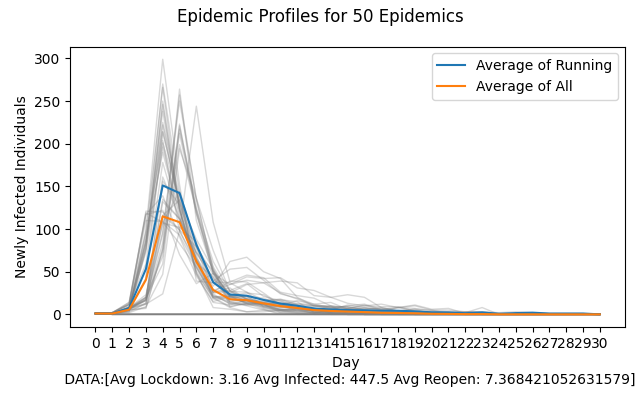 Epidemic Profiles for 50 Epidemics
Average of Running
Average of All
Newly Infected Individuals
300
250
200
150
100
50
0
0 1 2 3 4 5 6 7 8 9 10 11 12 13 14 15 16 17 18 19 20 21 22 23 24 25 26 27 28 29 30
Day
DATA:[Avg Lockdown: 3.16 Avg Infected: 447.5 Avg Reopen: 7.368421052631579]